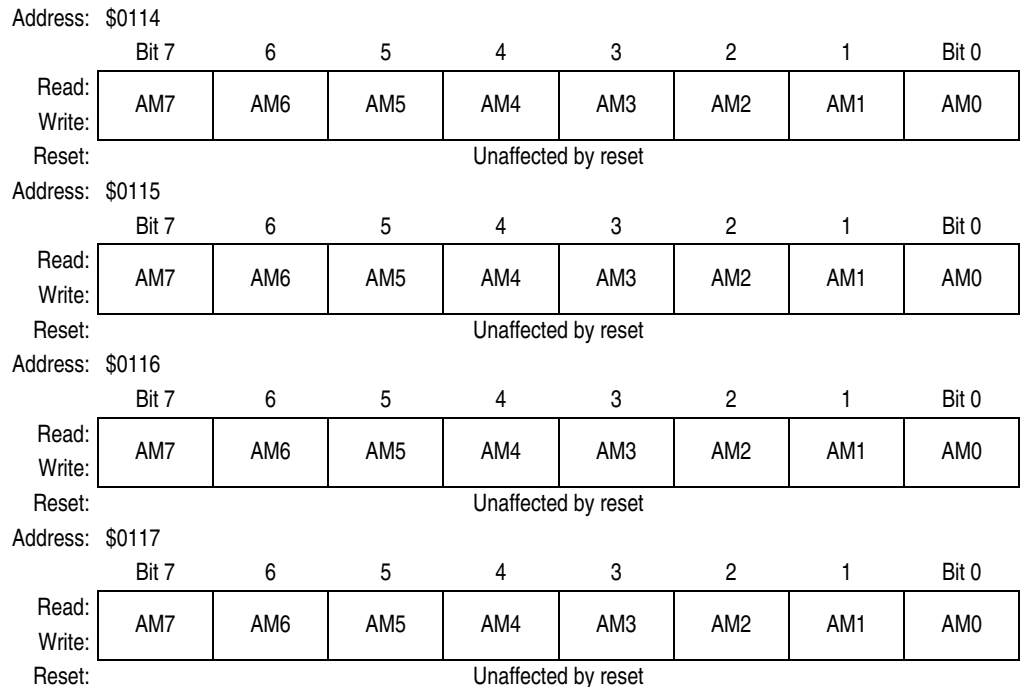 Address: $0114
Bit 7 6 5 4 3 2 1 Bit 0
Read:
Write:
AM7 AM6 AM5 AM4 AM3 AM2 AM1 AM0
Reset: Unaffected by reset
Address: $0115
Bit 7 6 5 4 3 2 1 Bit 0
Read:
Write:
AM7 AM6 AM5 AM4 AM3 AM2 AM1 AM0
Reset: Unaffected by reset
Address: $0116
Bit 7 6 5 4 3 2 1 Bit 0
Read:
Write:
AM7 AM6 AM5 AM4 AM3 AM2 AM1 AM0
Reset: Unaffected by reset
Address: $0117
Bit 7 6 5 4 3 2 1 Bit 0
Read:
Write:
AM7 AM6 AM5 AM4 AM3 AM2 AM1 AM0
Reset: Unaffected by reset